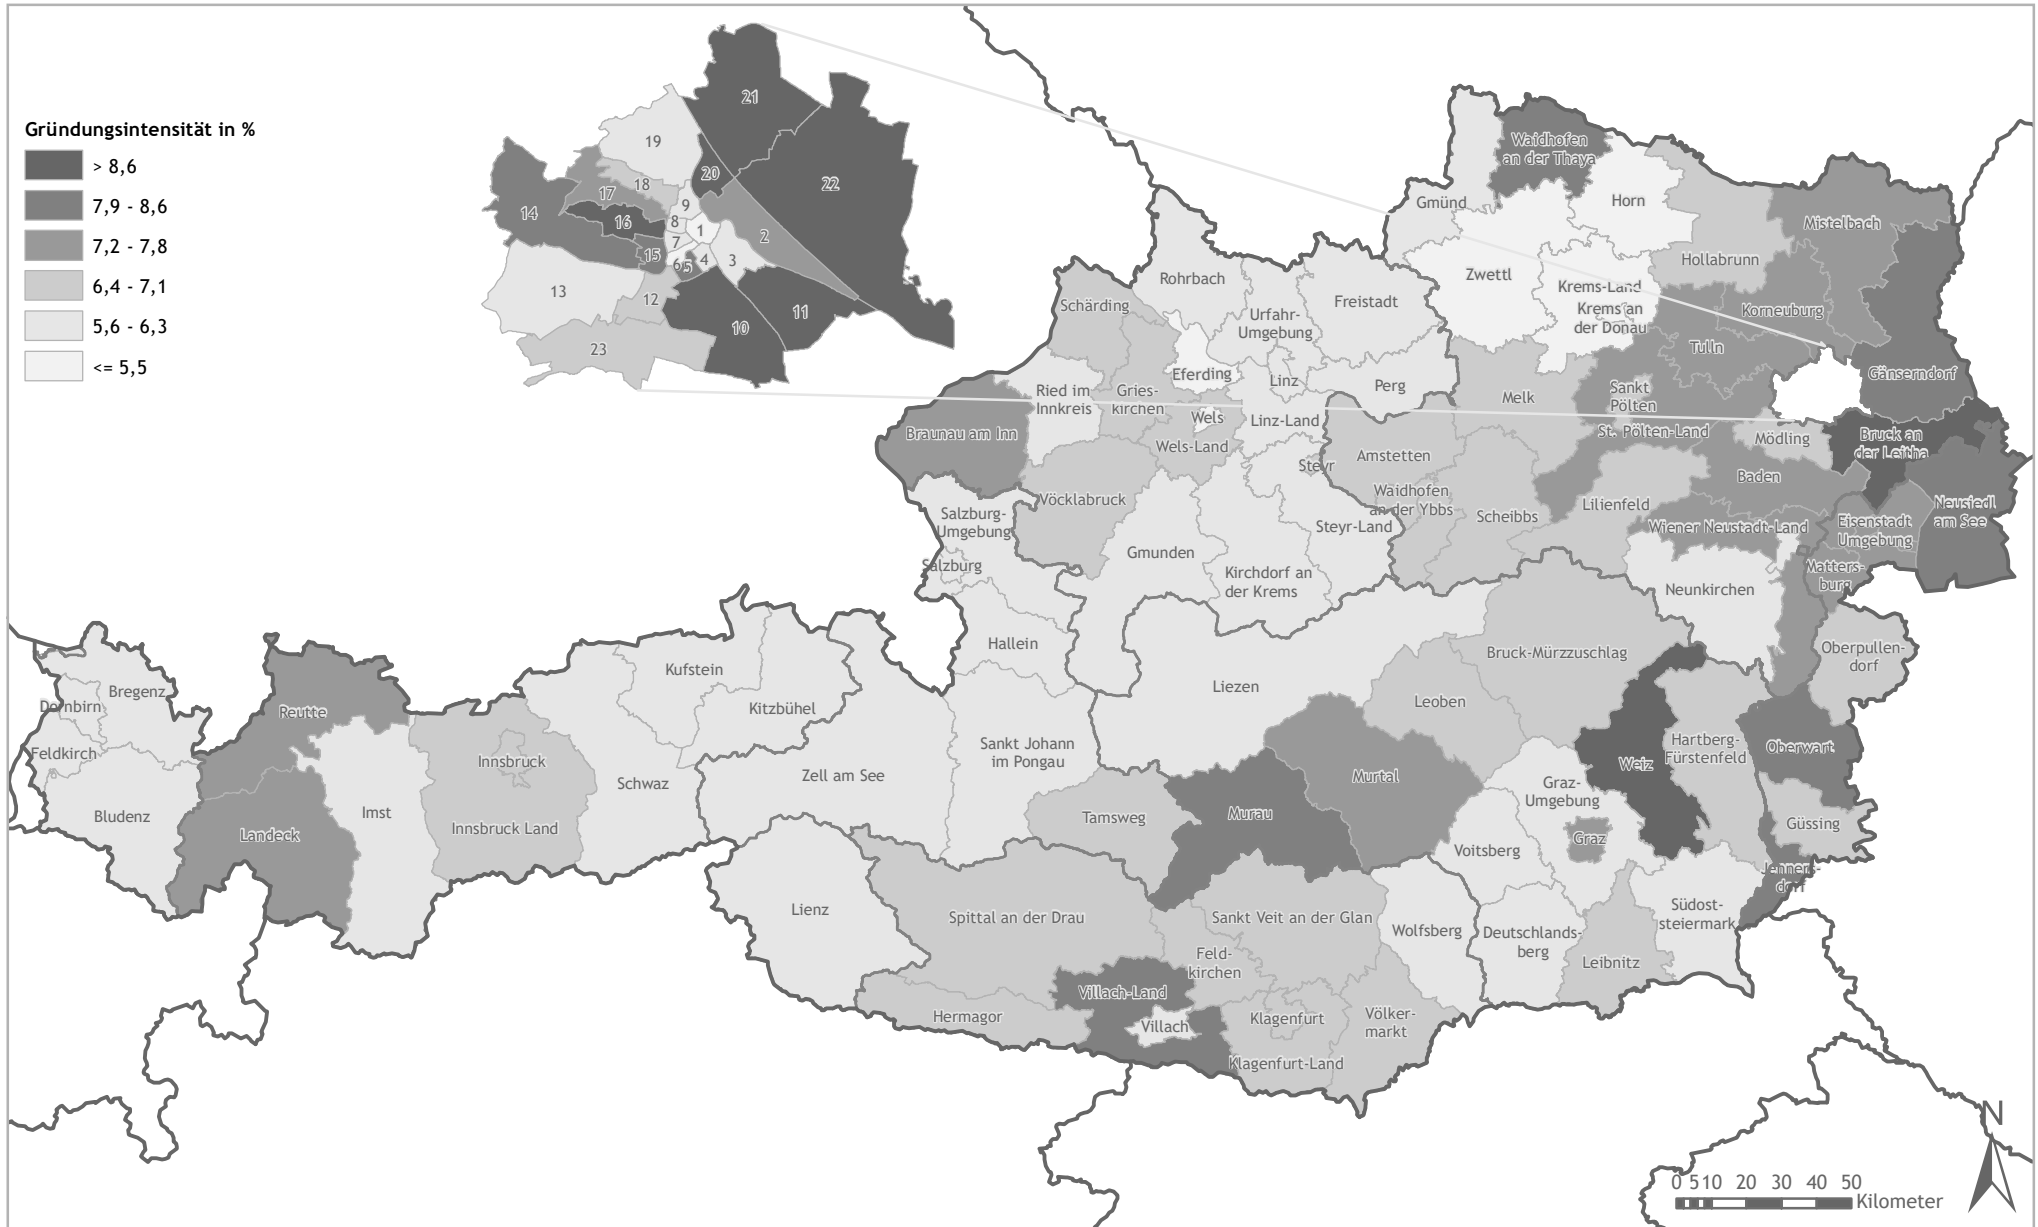 Gründungsintensität in %
> 8,6
7,9 - 8,6
7,2 - 7,8
6,4 - 7,1
5,6 - 6,3
<= 5,5
21
19
20
22
18
17
9
14
16
8
1
2
7
15
6
5
4
3
13
12
11
10
23
Waidhofen
an der Thaya
Gmünd
Horn
Mistelbach
Hollabrunn
Zwettl
Krems-Land
Krems an
der Donau
Korneuburg
Rohrbach
Schärding
Freistadt
Urfahr-
Umgebung
Tulln
Gänserndorf
Eferding
Linz
Perg
Ried im
Innkreis
Gries-
kirchen
Melk
Sankt
Pölten
Wels
Linz-Land
St. Pölten-Land
Mödling
Bruck an
der Leitha
Braunau am Inn
Wels-Land
Steyr
Amstetten
Baden
Vöcklabruck
Waidhofen
an der Ybbs
Scheibbs
Lilienfeld
Neusiedl
am See
Salzburg-
Umgebung
Steyr-Land
Wiener Neustadt-Land
Eisenstadt
Umgebung
Gmunden
Salzburg
Kirchdorf an
der Krems
Matters-
burg
Neunkirchen
Hallein
Oberpullen-
dorf
Bruck-Mürzzuschlag
Kufstein
Bregenz
Liezen
Leoben
Dornbirn
Reutte
Kitzbühel
Feldkirch
Innsbruck
Sankt Johann
im Pongau
Hartberg-
Fürstenfeld
Oberwart
Schwaz
Zell am See
Murtal
Weiz
Graz-
Umgebung
Bludenz
Imst
Landeck
Innsbruck Land
Tamsweg
Murau
Graz
Güssing
Voitsberg
Jenners-
dorf
Lienz
Spittal an der Drau
Sankt Veit an der Glan
Wolfsberg
Deutschlands-
berg
Südost-
steiermark
Feld-
kirchen
Leibnitz
Villach-Land
Hermagor
Villach
Klagenfurt
Völker-
markt
Klagenfurt-Land
N
0 5 10 20 30 40 50
Kilometer